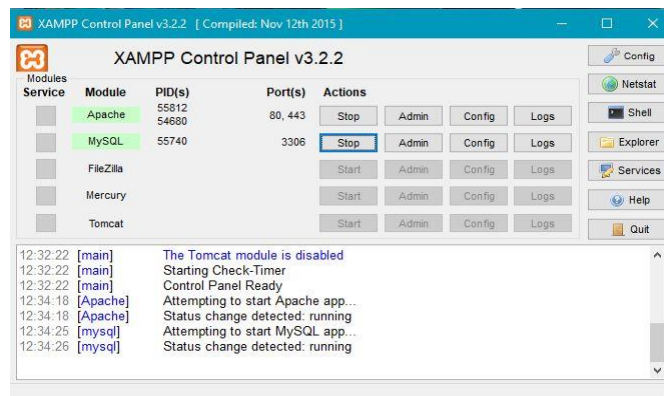 XAMPP Control Panel v3.2.2 [ Compiled: Nov 12th 2015 ]
XAMPP Control Panel v3.2.2
Config
Modules
Netstat
Service Module PID(s) Port(s) Actions
Apache 55812 54680 80, 443 Stop Admin Config Logs
Shell
MySQL 55740 3306 Stop Admin Config Logs
Explorer
FileZilla Start Admin Config Logs
Services
Mercury Start Admin Config Logs
Help
Tomcat Start Admin Config Logs
Quit
12:32:22 [main] The Tomcat module is disabled
12:32:22 [main] Starting Check-Timer
12:32:22 [main] Control Panel Ready
12:34:18 [Apache] Attempting to start Apache app...
12:34:18 [Apache] Status change detected: running
12:34:25 [mysql] Attempting to start MySQL app...
12:34:26 [mysql] Status change detected: running